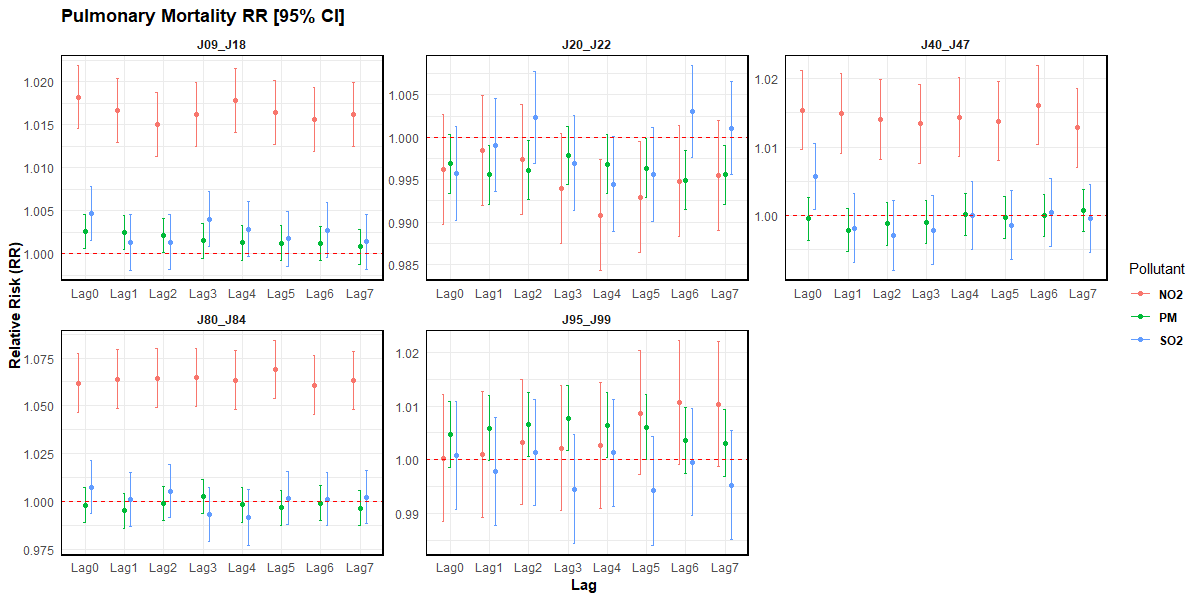 Pulmonary Mortality RR [95% CI]
J09_J18
J20_J22
J40_J47
1.020
1.015
1.010
1.005
1.000
1.005
1.000
0.995
0.990
0.985
1.02
1.01
1.00
Lag0 Lag1 Lag2 Lag3 Lag4 Lag5 Lag6 Lag7
Lag0 Lag1 Lag2 Lag3 Lag4 Lag5 Lag6 Lag7
Lag0 Lag1 Lag2 Lag3 Lag4 Lag5 Lag6 Lag7
Relative Risk (RR)
J80_J84
J95_J99
1.075
1.050
1.025
1.000
0.975
1.02
1.01
1.00
0.99
Lag0 Lag1 Lag2 Lag3 Lag4 Lag5 Lag6 Lag7
Lag0 Lag1 Lag2 Lag3 Lag4 Lag5 Lag6 Lag7
Lag
Pollutant
NO2
PM
SO2